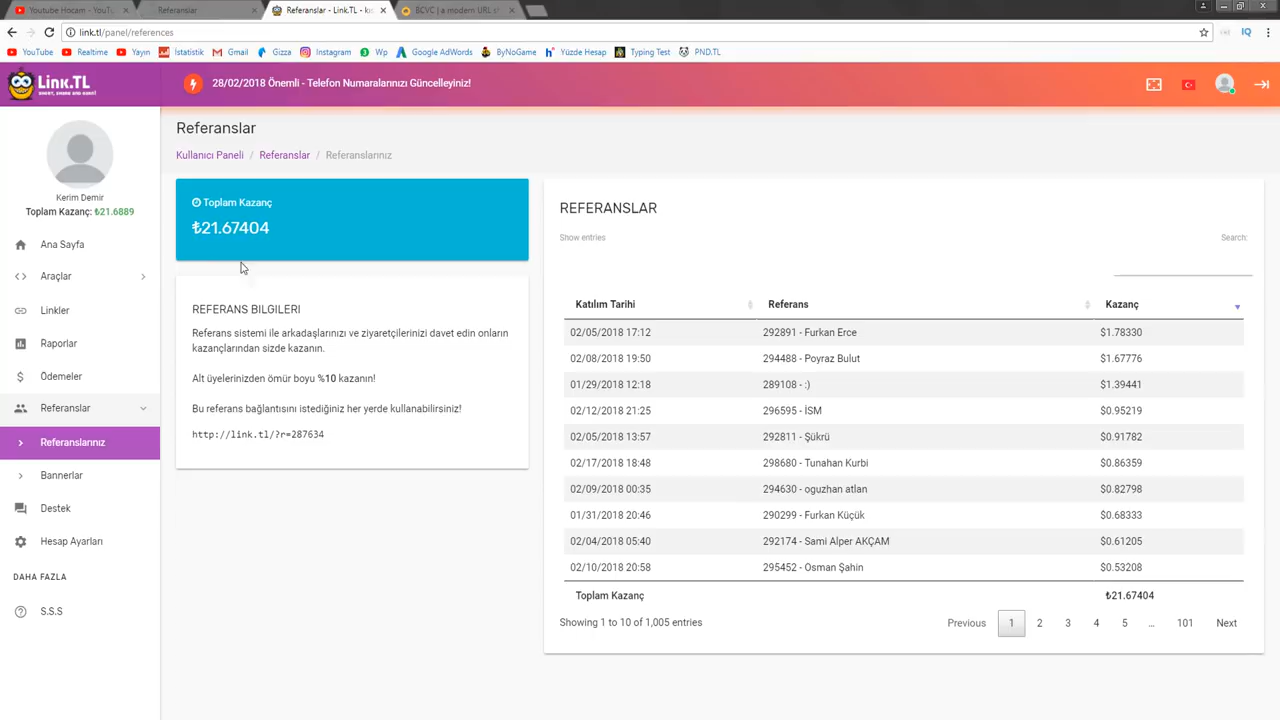 Youtube Hocam - YouTu
Referanslar
Referanslar - Link.TL - kıs
BCVC | a modern URL sh
link.tl/panel/references
YouTube
Realtime
Yayın
İstatistik
Gmail
Gizza
Instagram
Wp
Google AdWords
ByNoGame
Yüzde Hesap
Typing Test
PND.TL
Link.TL
28/02/2018 Önemli - Telefon Numaralarınızı Güncelleyiniz!
Kerim Demir
Toplam Kazanç: ₺21.6889
Ana Sayfa
Araçlar
Linkler
Raporlar
Ödemeler
Referanslar
Referanslarınız
Bannerlar
Destek
Hesap Ayarları
DAHA FAZLA
S.S.S
Referanslar
Kullanıcı Paneli / Referanslar / Referanslarınız
Toplam Kazanç
₺21.67404
REFERANS BILGILERI
Referans sistemi ile arkadaşlarınızı ve ziyaretçilerinizi davet edin onların
kazançlarından sizde kazanın.
Alt üyelerinizden ömür boyu %10 kazanın!
Bu referans bağlantısını istediğiniz her yerde kullanabilirsiniz!
http://link.tl/?r=287634
REFERANSLAR
Show entries
Search:
Katılım Tarihi Referans Kazanç
02/05/2018 17:12 292891 - Furkan Erce $1.78330
02/08/2018 19:50 294488 - Poyraz Bulut $1.67776
01/29/2018 12:18 289108 - :) $1.39441
02/12/2018 21:25 296595 - İSM $0.95219
02/05/2018 13:57 292811 - Şükrü $0.91782
02/17/2018 18:48 298680 - Tunahan Kurbi $0.86359
02/09/2018 00:35 294630 - oguzhan atlan $0.82798
01/31/2018 20:46 290299 - Furkan Küçük $0.68333
02/04/2018 05:40 292174 - Sami Alper AKÇAM $0.61205
02/10/2018 20:58 295452 - Osman Şahin $0.53208
Toplam Kazanç ₺21.67404
Showing 1 to 10 of 1,005 entries
Previous 1 2 3 4 5 … 101 Next